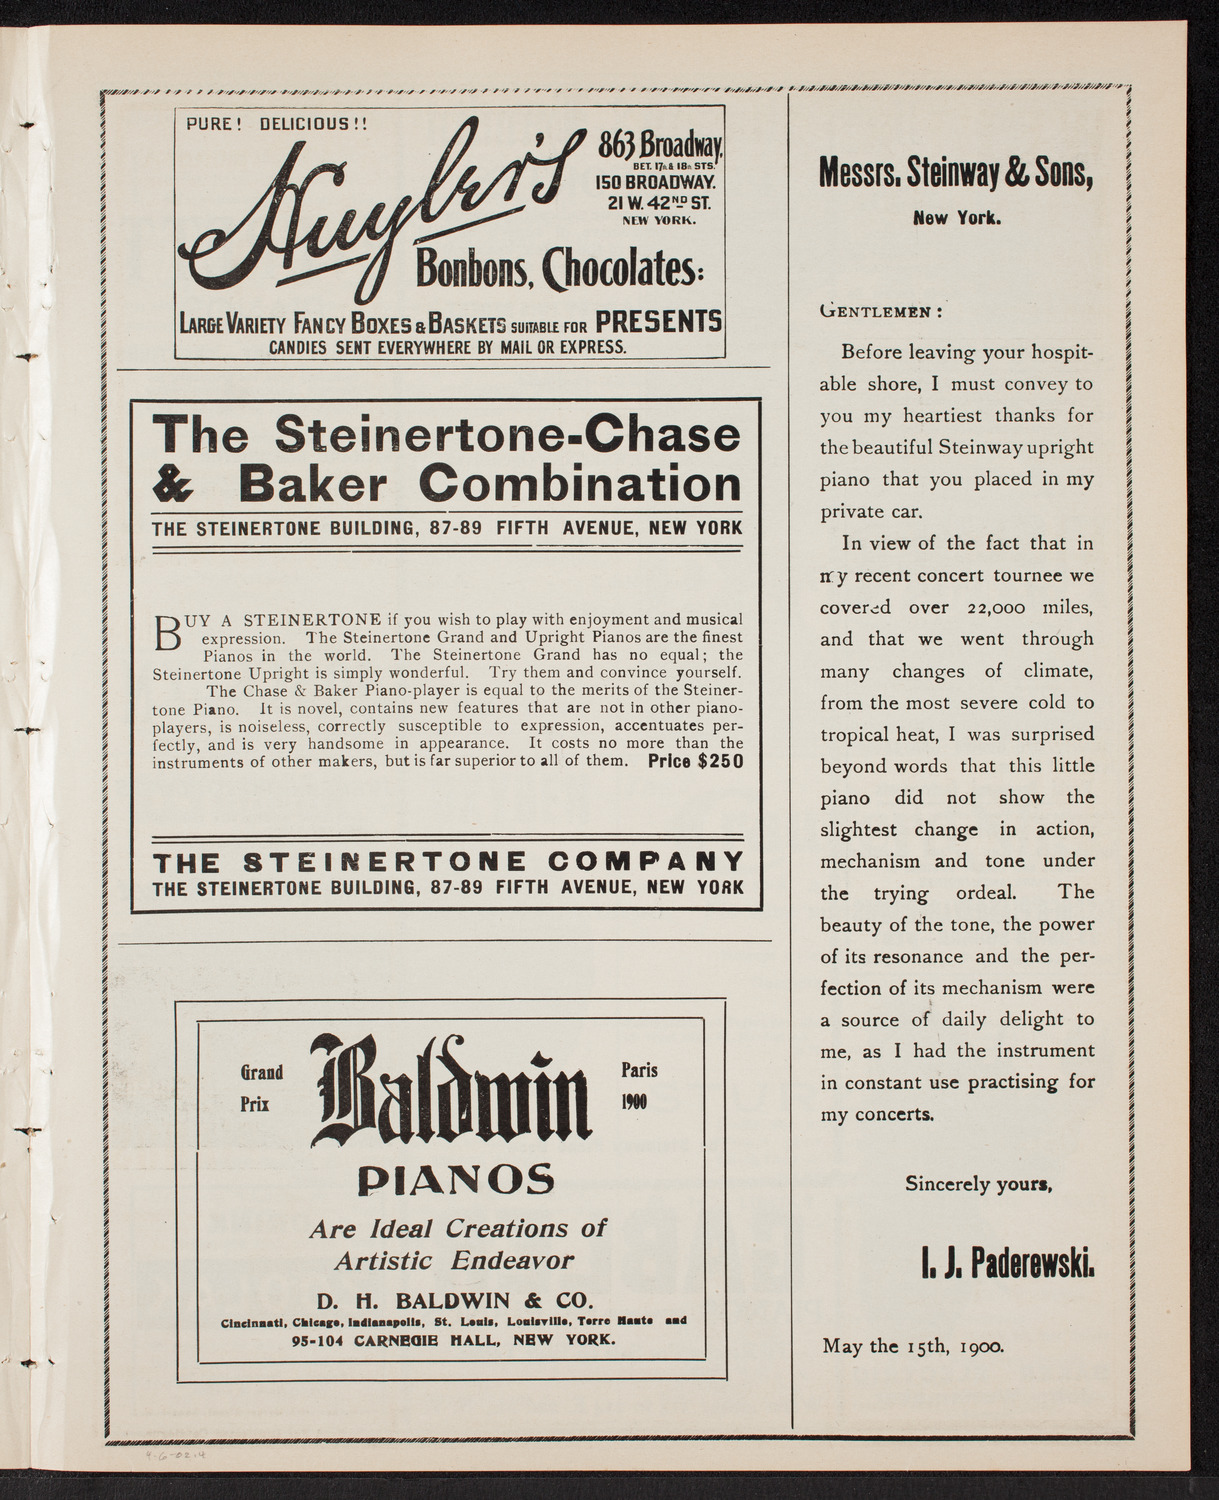 PURE! DELICIOUS!!
Huyler's
863 Broadway,
BET. 17th & 18th STS.
150 BROADWAY.
21 W. 42ND ST.
NEW YORK.
Bonbons, Chocolates:
LARGE VARIETY FANCY BOXES & BASKETS SUITABLE FOR PRESENTS
CANDIES SENT EVERYWHERE BY MAIL OR EXPRESS.
The Steinertone-Chase
& Baker Combination
THE STEINERTONE BUILDING, 87-89 FIFTH AVENUE, NEW YORK
BUY A STEINERTONE if you wish to play with enjoyment and musical
expression. The Steinertone Grand and Upright Pianos are the finest
Pianos in the world. The Steinertone Grand has no equal; the
Steinertone Upright is simply wonderful. Try them and convince yourself.
The Chase & Baker Piano-player is equal to the merits of the Steiner-
tone Piano. It is novel, contains new features that are not in other piano-
players, is noiseless, correctly susceptible to expression, accentuates per-
fectly, and is very handsome in appearance. It costs no more than the
instruments of other makers, but is far superior to all of them. Price $250
THE STEINERTONE COMPANY
THE STEINERTONE BUILDING, 87-89 FIFTH AVENUE, NEW YORK
Grand Prix
Baldwin
Paris 1900
PIANOS
Are Ideal Creations of
Artistic Endeavor
D. H. BALDWIN & CO.
Cincinnati, Chicago, Indianapolis, St. Louis, Louisville, Terre Haute and
95-104 CARNEGIE HALL, NEW YORK.
Messrs. Steinway & Sons,
New York.
GENTLEMEN:
Before leaving your hospit-
able shore, I must convey to
you my heartiest thanks for
the beautiful Steinway upright
piano that you placed in my
private car.
In view of the fact that in
my recent concert tournee we
covered over 22,000 miles,
and that we went through
many changes of climate,
from the most severe cold to
tropical heat, I was surprised
beyond words that this little
piano did not show the
slightest change in action,
mechanism and tone under
the trying ordeal. The
beauty of the tone, the power
of its resonance and the per-
fection of its mechanism were
a source of daily delight to
me, as I had the instrument
in constant use practising for
my concerts.
Sincerely yours,
I. J. Paderewski.
May the 15th, 1900.
4-6-02-4